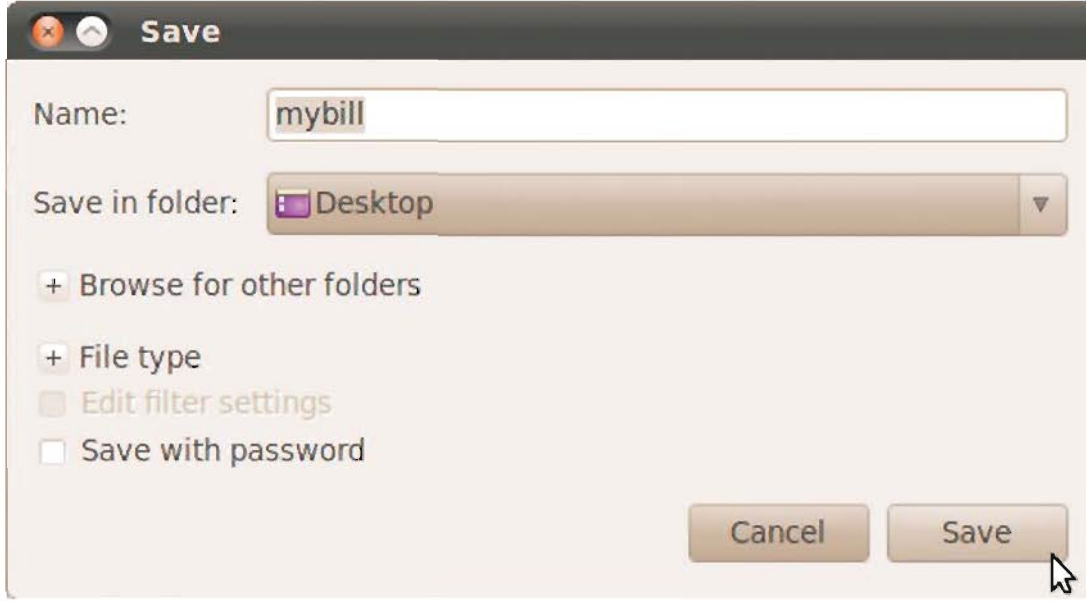 Save
Name: mybill
Save in folder: Desktop
+ Browse for other folders
+ File type
Edit filter settings
Save with password
Cancel Save